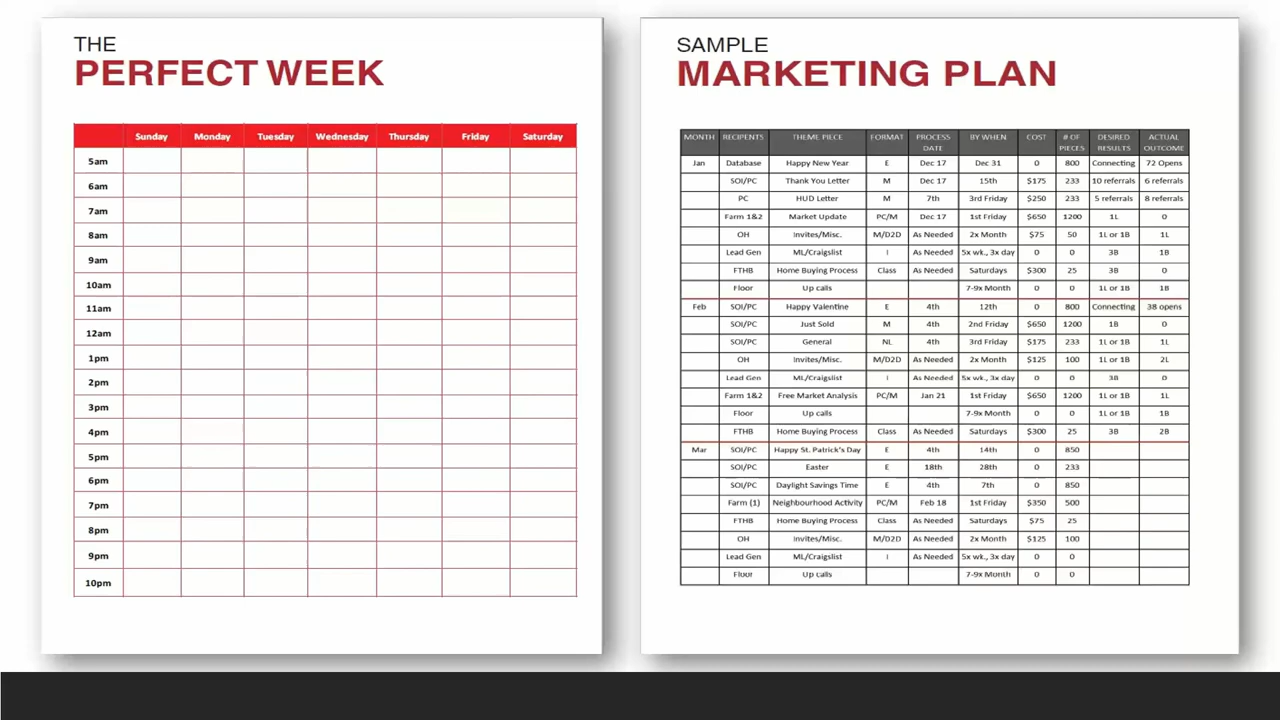 THE
PERFECT WEEK
Sunday Monday Tuesday Wednesday Thursday Friday Saturday
5am
6am
7am
8am
9am
10am
11am
12am
1pm
2pm
3pm
4pm
5pm
6pm
7pm
8pm
9pm
10pm
SAMPLE
MARKETING PLAN
MONTH RECIPENTS THEME PIECE FORMAT PROCESS DATE BY WHEN COST # OF PIECES DESIRED RESULTS ACTUAL OUTCOME
Jan Database Happy New Year E Dec 17 Dec 31 0 800 Connecting 72 Opens
SOI/PC Thank You Letter M Dec 17 15th $175 233 10 referrals 6 referrals
PC HUD Letter M 7th 3rd Friday $250 233 5 referrals 8 referrals
Farm 1&2 Market Update PC/M Dec 17 1st Friday $650 1200 1L 0
OH Invites/Misc. M/D2D As Needed 2x Month $75 50 1L or 1B 1L
Lead Gen ML/Craigslist I As Needed 5x wk., 3x day 0 0 3B 1B
FTHB Home Buying Process Class As Needed Saturdays $300 25 3B 0
Floor Up calls 7-9x Month 0 0 1L or 1B 1B
Feb SOI/PC Happy Valentine E 4th 12th 0 800 Connecting 38 opens
SOI/PC Just Sold M 4th 2nd Friday $650 1200 1B 0
SOI/PC General NL 4th 3rd Friday $175 233 1L or 1B 1L
OH Invites/Misc. M/D2D As Needed 2x Month $125 100 1L or 1B 2L
Lead Gen ML/Craigslist I As Needed 5x wk., 3x day 0 0 3B 0
Farm 1&2 Free Market Analysis PC/M Jan 21 1st Friday $650 1200 1L or 1B 1L
Floor Up calls 7-9x Month 0 0 1L or 1B 1B
FTHB Home Buying Process Class As Needed Saturdays $300 25 3B 2B
Mar SOI/PC Happy St. Patrick's Day E 4th 14th 0 850
SOI/PC Easter E 18th 28th 0 233
SOI/PC Daylight Savings Time E 4th 7th 0 850
Farm (1) Neighbourhood Activity PC/M Feb 18 1st Friday $350 500
FTHB Home Buying Process Class As Needed Saturdays $75 25
OH Invites/Misc. M/D2D As Needed 2x Month $125 100
Lead Gen ML/Craigslist I As Needed 5x wk., 3x day 0 0
Floor Up calls 7-9x Month 0 0